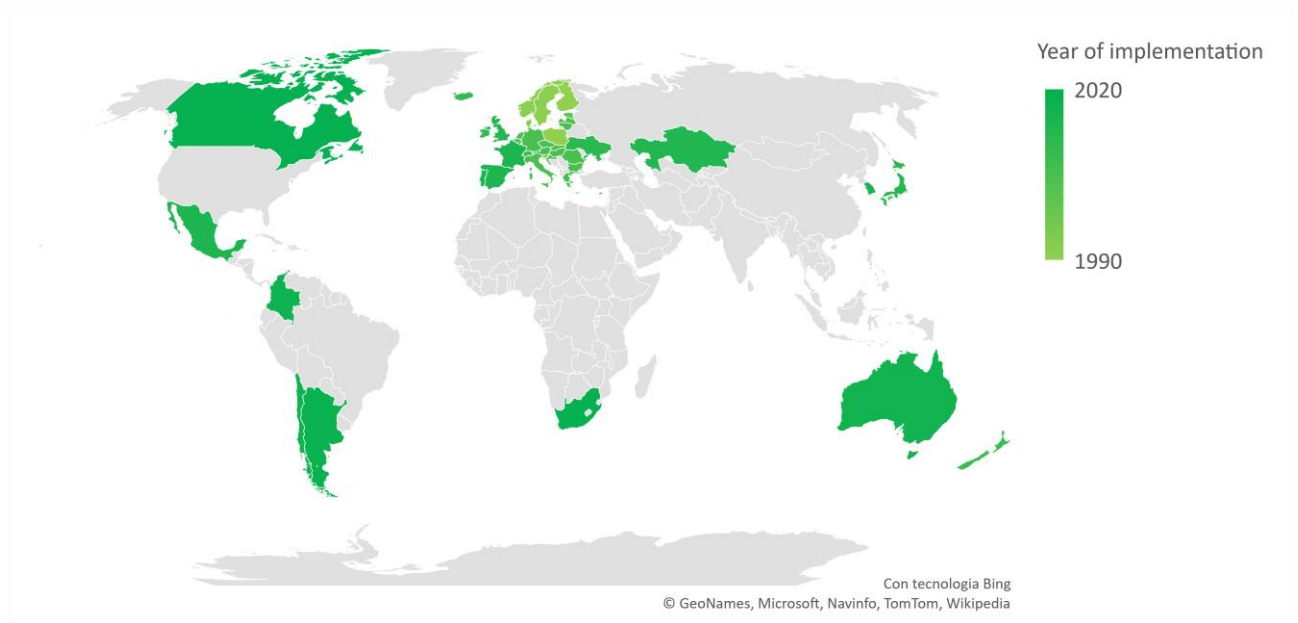 Year of implementation
2020
1990
Con tecnologia Bing
© GeoNames, Microsoft, Navinfo, TomTom, Wikipedia